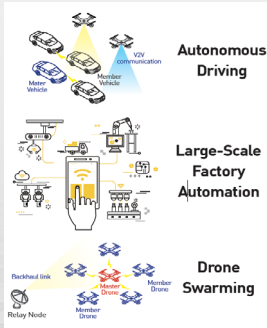 V2V
communication
Mater
Vehicle
Member
Vehicle
Autonomous
Driving
Large-Scale
Factory
Automation
Backhaul link
Master
Drone
Member
Drone
Member
Drone
Relay Node
Drone
Swarming